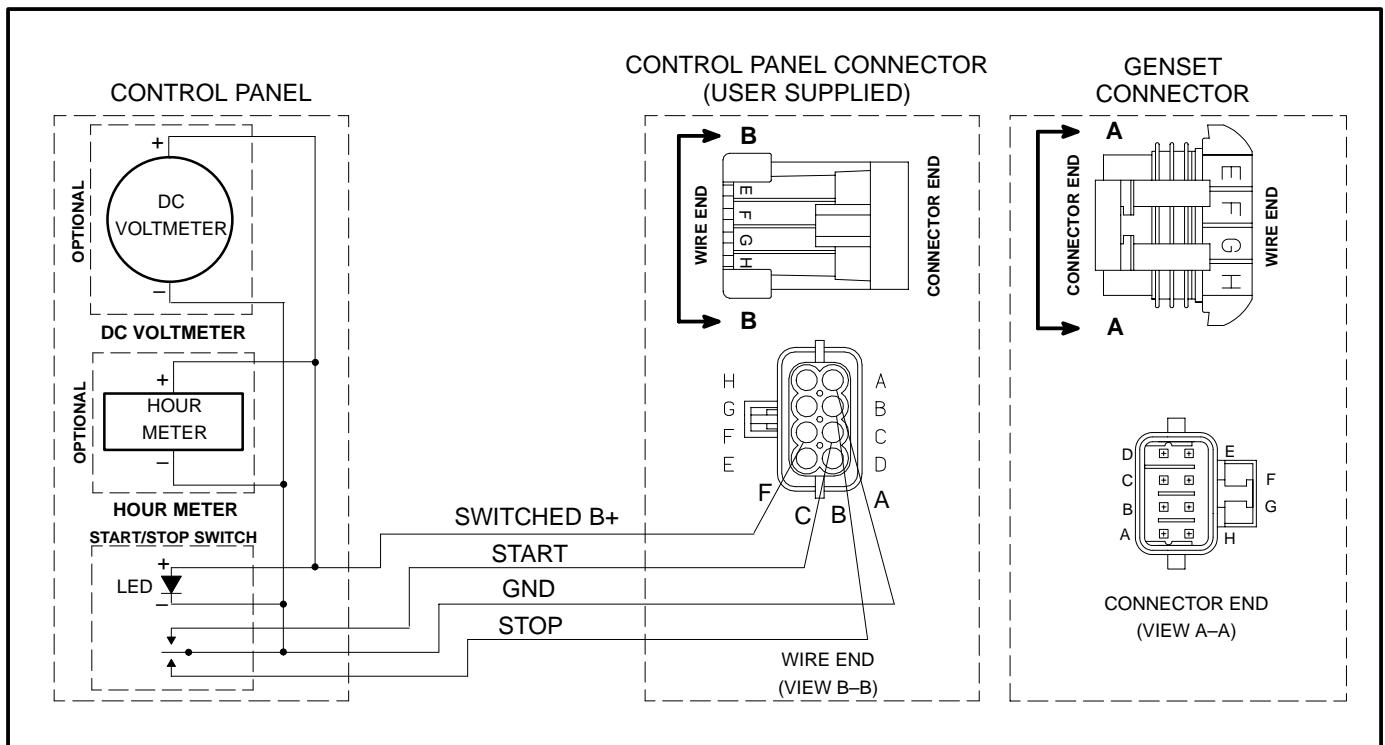 CONTROL PANEL
OPTIONAL
+
DC
VOLTMETER
–
DC VOLTMETER
OPTIONAL
+
HOUR
METER
–
HOUR METER
START/STOP SWITCH
+
LED
–
SWITCHED B+
START
GND
STOP
CONTROL PANEL CONNECTOR
(USER SUPPLIED)
B
WIRE END
E
F
G
H
CONNECTOR END
B
H
G
F
E
A
B
C
D
F
C
B
A
WIRE END
(VIEW B–B)
GENSET
CONNECTOR
A
CONNECTOR END
E
F
G
H
WIRE END
A
D
C
B
A
E
F
G
H
CONNECTOR END
(VIEW A–A)